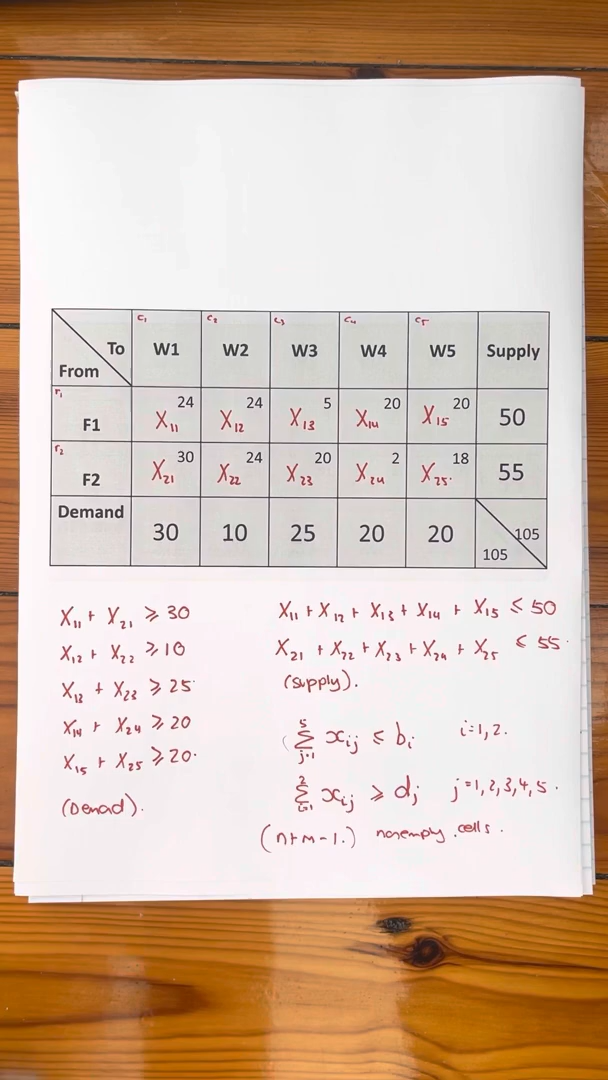 c₁ c₂ c₃ c₄ c₅
To
From
W1 W2 W3 W4 W5 Supply
r₁
F1
24 24 5 20 20
X₁₁ X₁₂ X₁₃ X₁₄ X₁₅ 50
r₂
F2
30 24 20 2 18
X₂₁ X₂₂ X₂₃ X₂₄ X₂₅. 55
Demand
30 10 25 20 20
105
105
X₁₁ + X₂₁ ⩾ 30
X₁₂ + X₂₂ ⩾ 10
X₁₃ + X₂₃ ⩾ 25
X₁₄ + X₂₄ ⩾ 20
X₁₅ + X₂₅ ⩾ 20.
(Demad).
X₁₁ + X₁₂ + X₁₃ + X₁₄ + X₁₅ ⩽ 50
X₂₁ + X₂₂ + X₂₃ + X₂₄ + X₂₅ ⩽ 55.
(supply).
5
∑ xᵢⱼ ⩽ bᵢ i=1,2.
j=1
2
∑ xᵢⱼ ⩾ dⱼ j=1,2,3,4,5.
i=1
(n+m-1.) nonempy .cells.